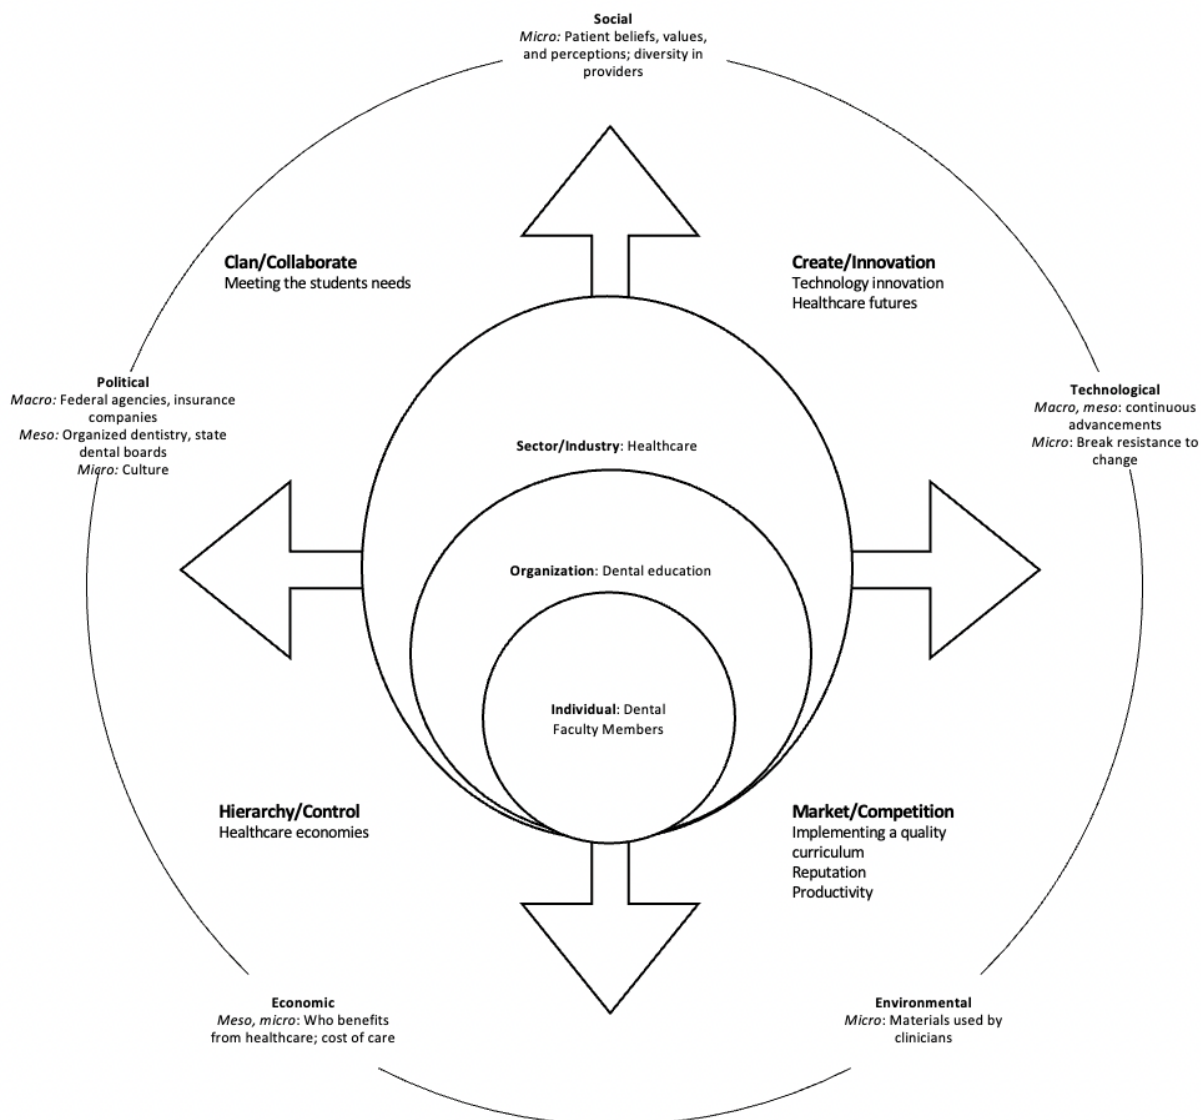 Social
Micro: Patient beliefs, values,
and perceptions; diversity in
providers
Clan/Collaborate
Meeting the students needs
Create/Innovation
Technology innovation
Healthcare futures
Political
Macro: Federal agencies, insurance
companies
Meso: Organized dentistry, state
dental boards
Micro: Culture
Technological
Macro, meso: continuous
advancements
Micro: Break resistance to
change
Sector/Industry: Healthcare
Organization: Dental education
Individual: Dental
Faculty Members
Hierarchy/Control
Healthcare economies
Market/Competition
Implementing a quality
curriculum
Reputation
Productivity
Economic
Meso, micro: Who benefits
from healthcare; cost of care
Environmental
Micro: Materials used by
clinicians